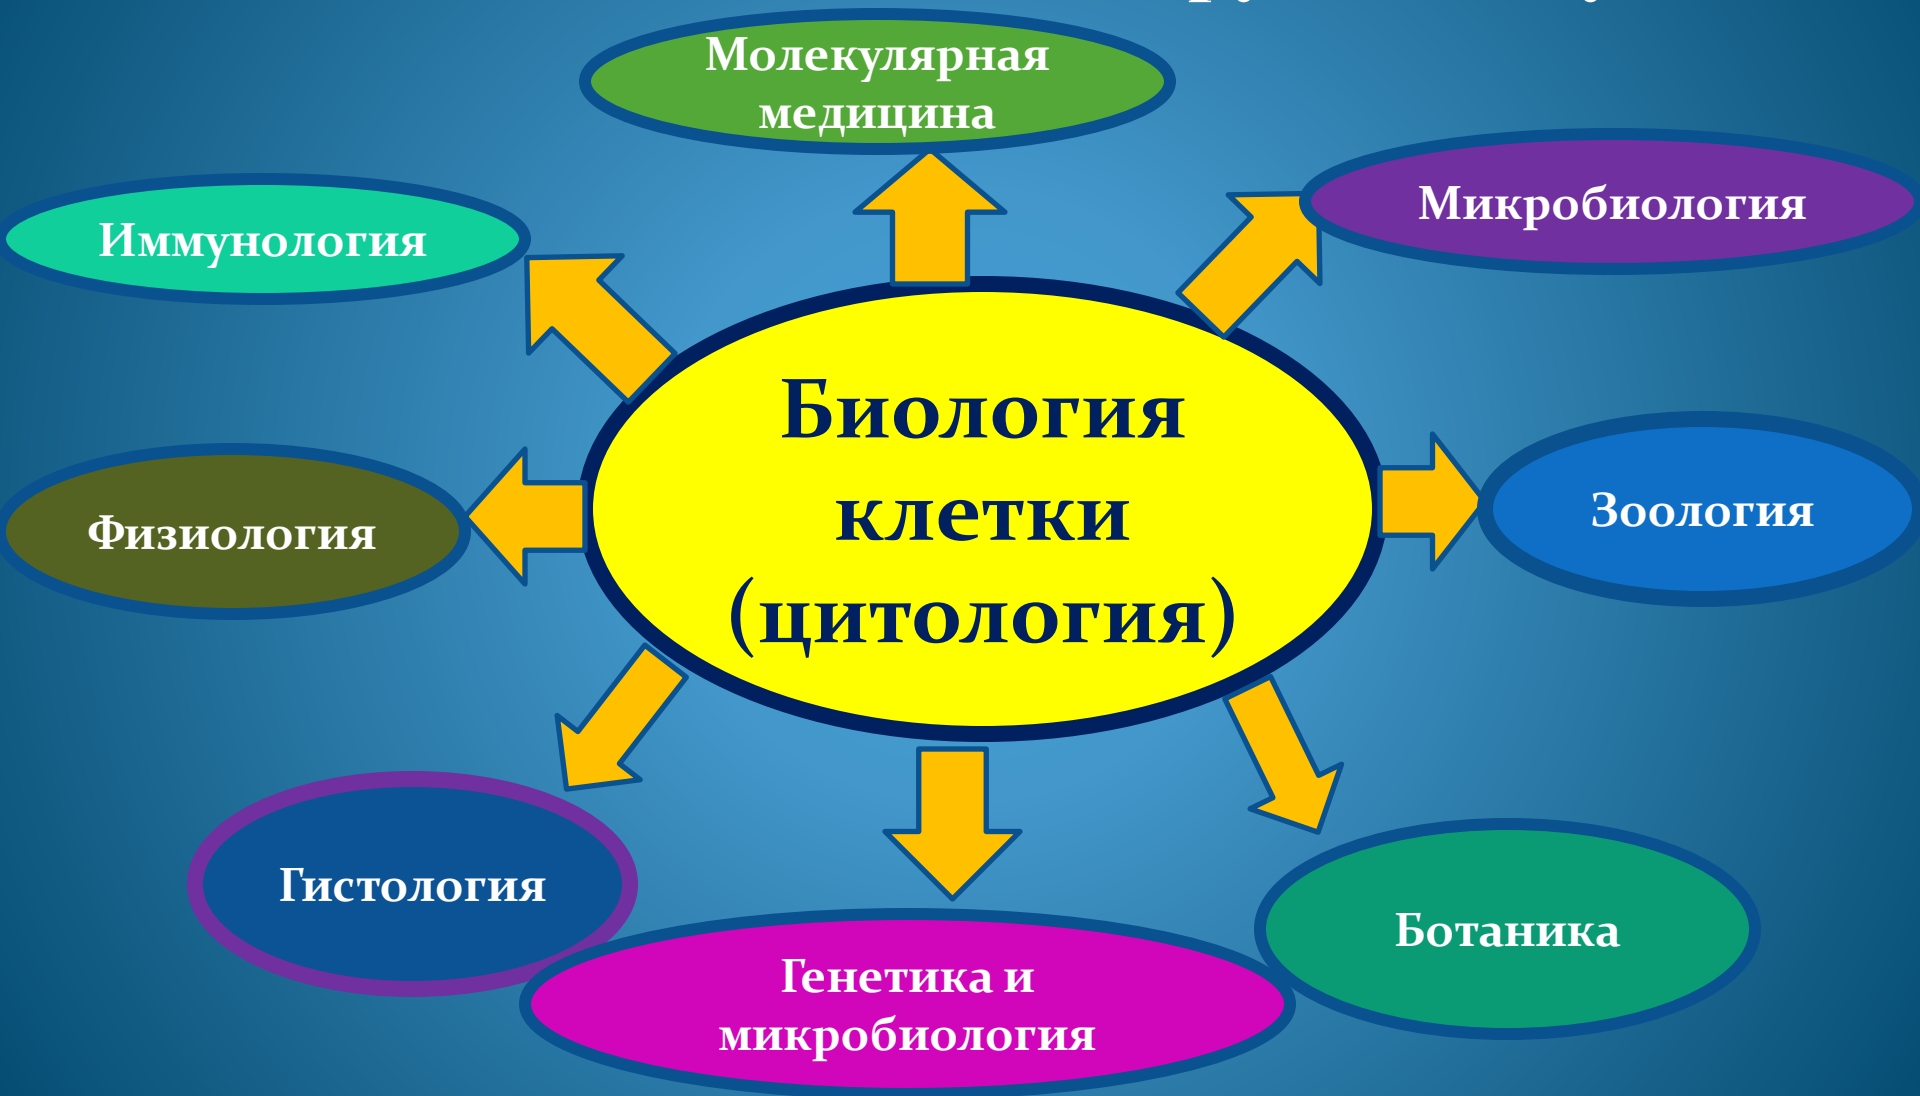 Молекулярная
медицина
Микробиология
Иммунология
Биология
клетки
(цитология)
Зоология
Физиология
Гистология
Ботаника
Генетика и
микробиология